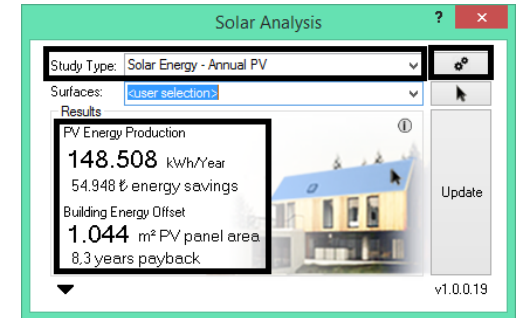 Solar Analysis
? ×
Study Type: Solar Energy - Annual PV
Surfaces: <user selection>
Results
PV Energy Production
148.508 kWh/Year
54.948 ₺ energy savings
Building Energy Offset
1.044 m² PV panel area
8,3 years payback
Update
v1.0.0.19